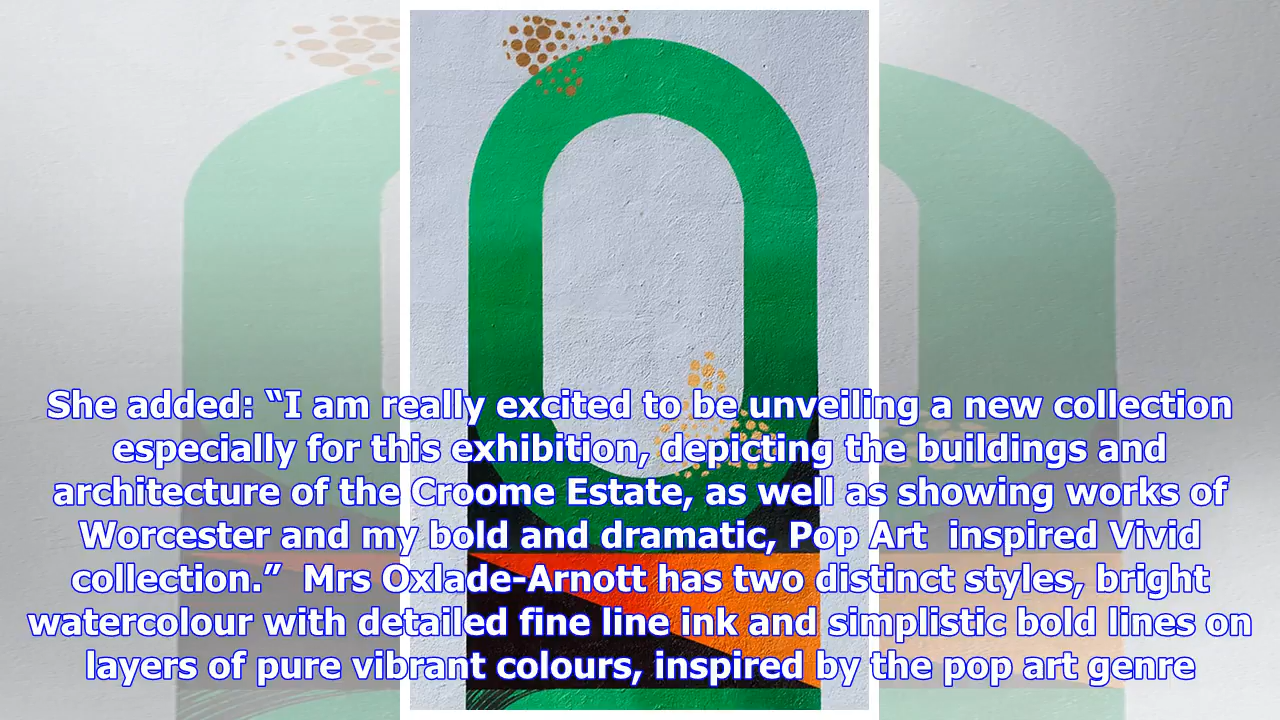 She added: “I am really excited to be unveiling a new collection
especially for this exhibition, depicting the buildings and
architecture of the Croome Estate, as well as showing works of
Worcester and my bold and dramatic, Pop Art  inspired Vivid
collection.”  Mrs Oxlade-Arnott has two distinct styles, bright
watercolour with detailed fine line ink and simplistic bold lines on
layers of pure vibrant colours, inspired by the pop art genre